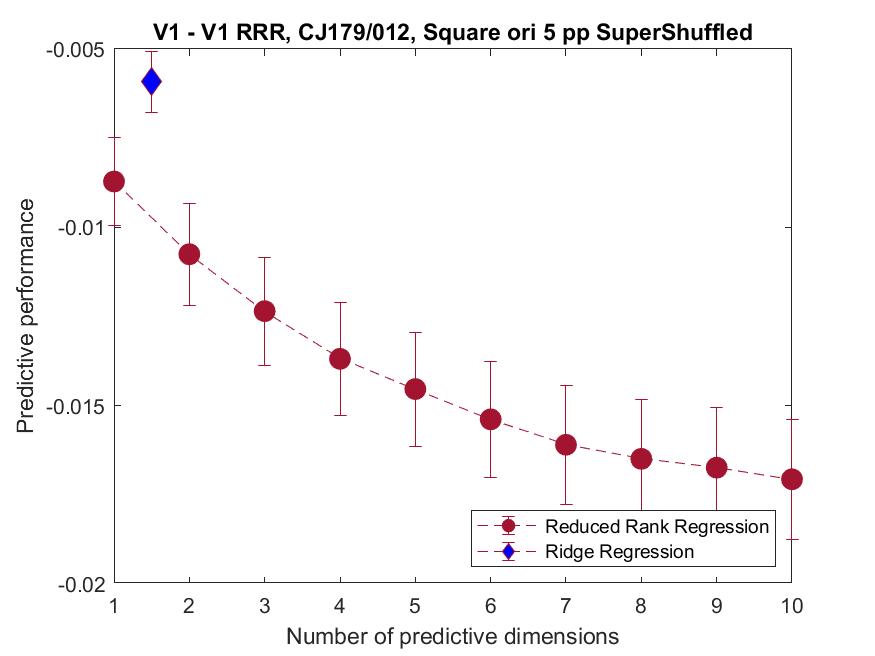 V1 - V1 RRR, CJ179/012, Square ori 5 pp SuperShuffled
-0.005
-0.01
-0.015
-0.02
Predictive performance
1 2 3 4 5 6 7 8 9 10
Number of predictive dimensions
Reduced Rank Regression
Ridge Regression